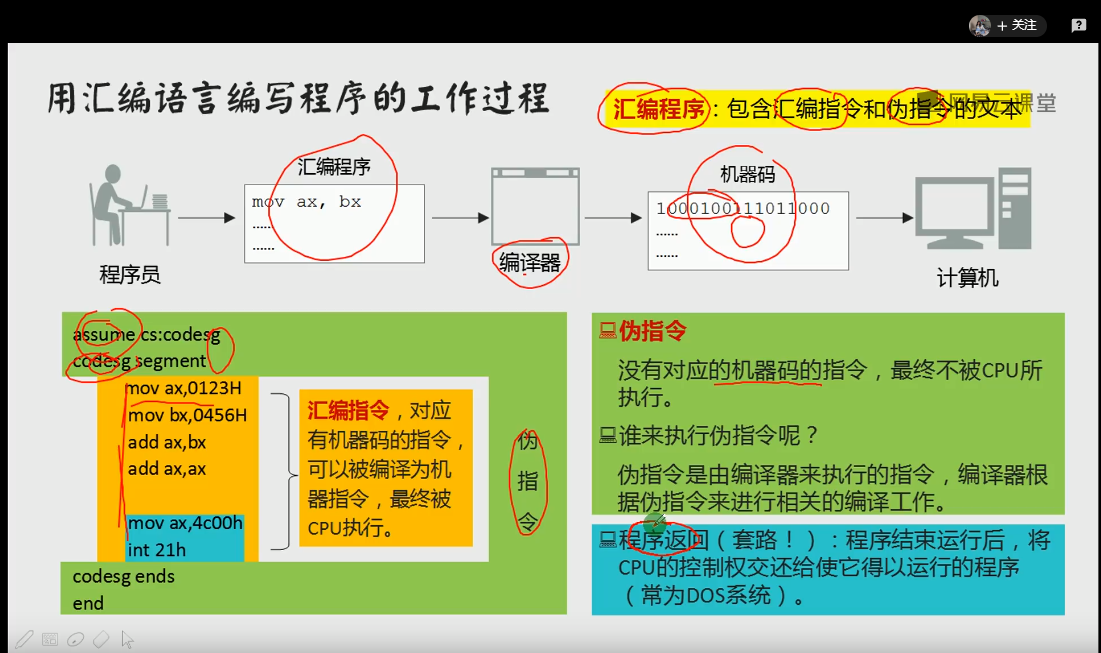 + 关注
用汇编语言编写程序的工作过程
网易云课堂
汇编程序：包含汇编指令和伪指令的文本
汇编程序
mov ax, bx
……
……
机器码
1000100111011000
……
……
程序员
编译器
计算机
assume cs:codesg
codesg segment
mov ax,0123H
mov bx,0456H
add ax,bx
add ax,ax
mov ax,4c00h
int 21h
codesg ends
end
汇编指令，对应
有机器码的指令，
可以被编译为机
器指令，最终被
CPU执行。
伪
指
令
伪指令
没有对应的机器码的指令，最终不被CPU所
执行。
谁来执行伪指令呢？
伪指令是由编译器来执行的指令，编译器根
据伪指令来进行相关的编译工作。
程序返回（套路！）：程序结束运行后，将
CPU的控制权交还给使它得以运行的程序
（常为DOS系统）。